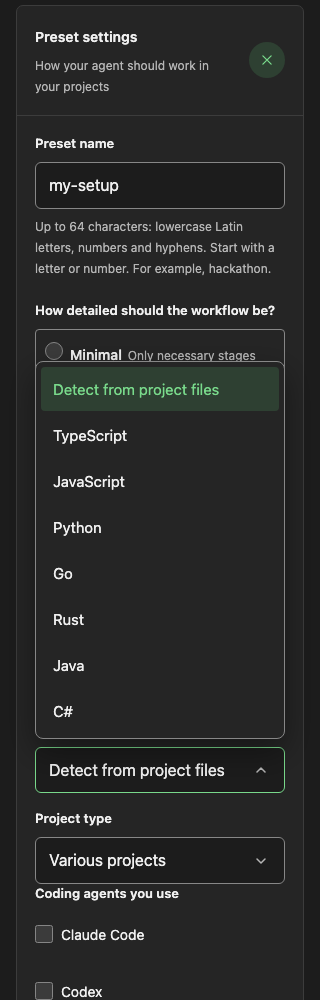 Preset settings
How your agent should work in
your projects
Preset name
my-setup
Up to 64 characters: lowercase Latin
letters, numbers and hyphens. Start with a
letter or number. For example, hackathon.
How detailed should the workflow be?
Minimal Only necessary stages
Detect from project files
TypeScript
JavaScript
Python
Go
Rust
Java
C#
Detect from project files
Project type
Various projects
Coding agents you use
Claude Code
Codex